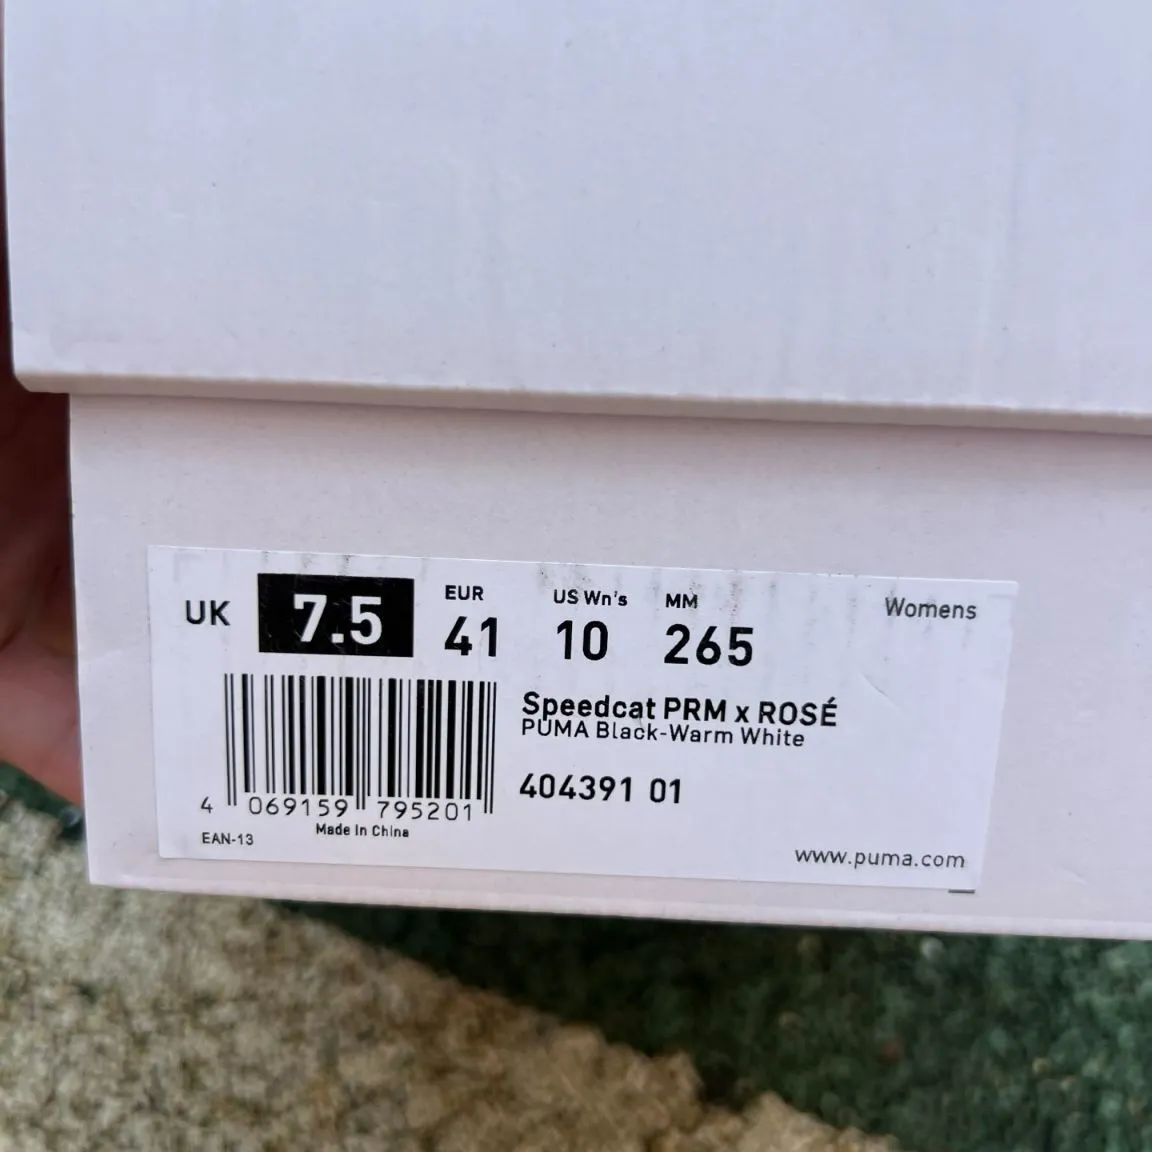 UK 7.5 EUR 41 US Wn's 10 MM 265 Womens
Speedcat PRM x ROSÉ
PUMA Black-Warm White
404391 01
4 069159 795201
Made In China
EAN-13
www.puma.com